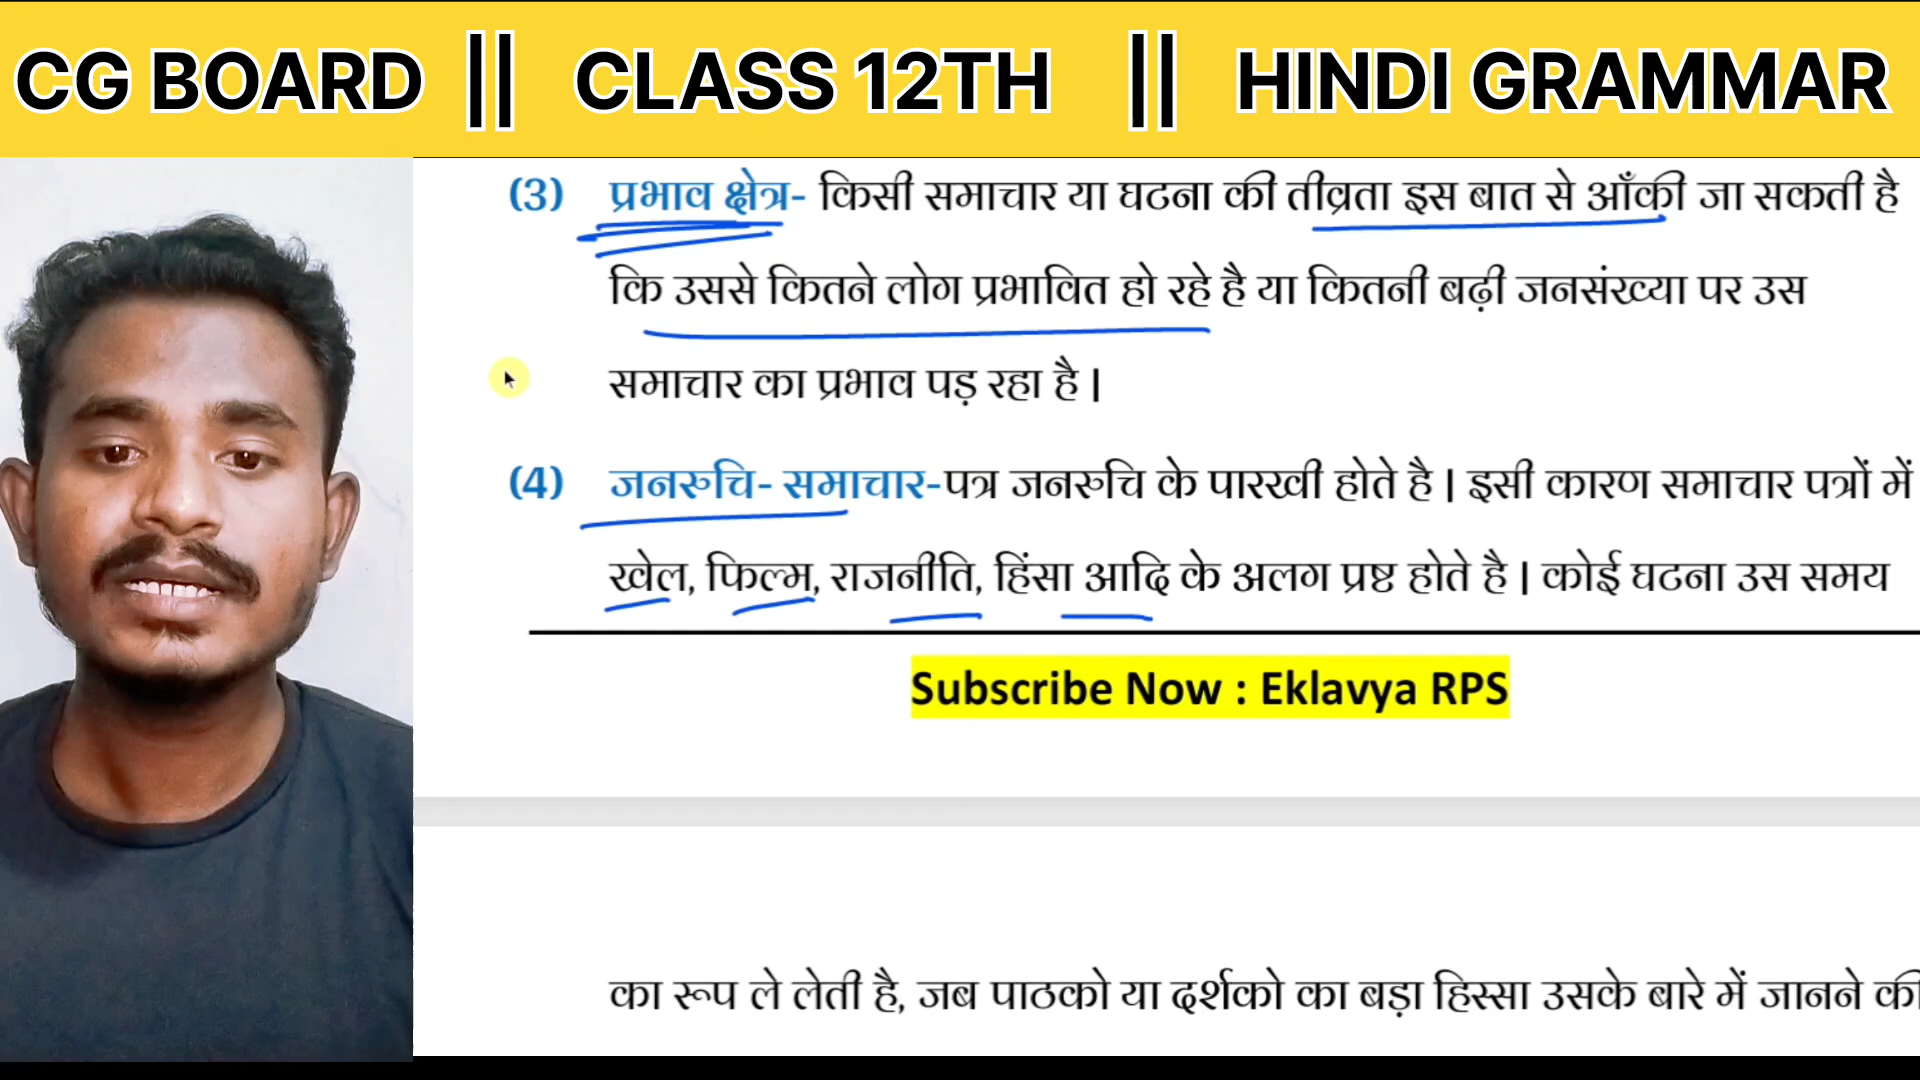 CG BOARD || CLASS 12TH || HINDI GRAMMAR
(3) प्रभाव क्षेत्र- किसी समाचार या घटना की तीव्रता इस बात से आँकी जा सकती है
कि उससे कितने लोग प्रभावित हो रहे है या कितनी बढ़ी जनसंख्या पर उस
समाचार का प्रभाव पड़ रहा है |
(4) जनरुचि- समाचार-पत्र जनरुचि के पारखी होते है | इसी कारण समाचार पत्रों में
खेल, फिल्म, राजनीति, हिंसा आदि के अलग प्रष्ट होते है | कोई घटना उस समय
Subscribe Now : Eklavya RPS
का रूप ले लेती है, जब पाठको या दर्शको का बड़ा हिस्सा उसके बारे में जानने की